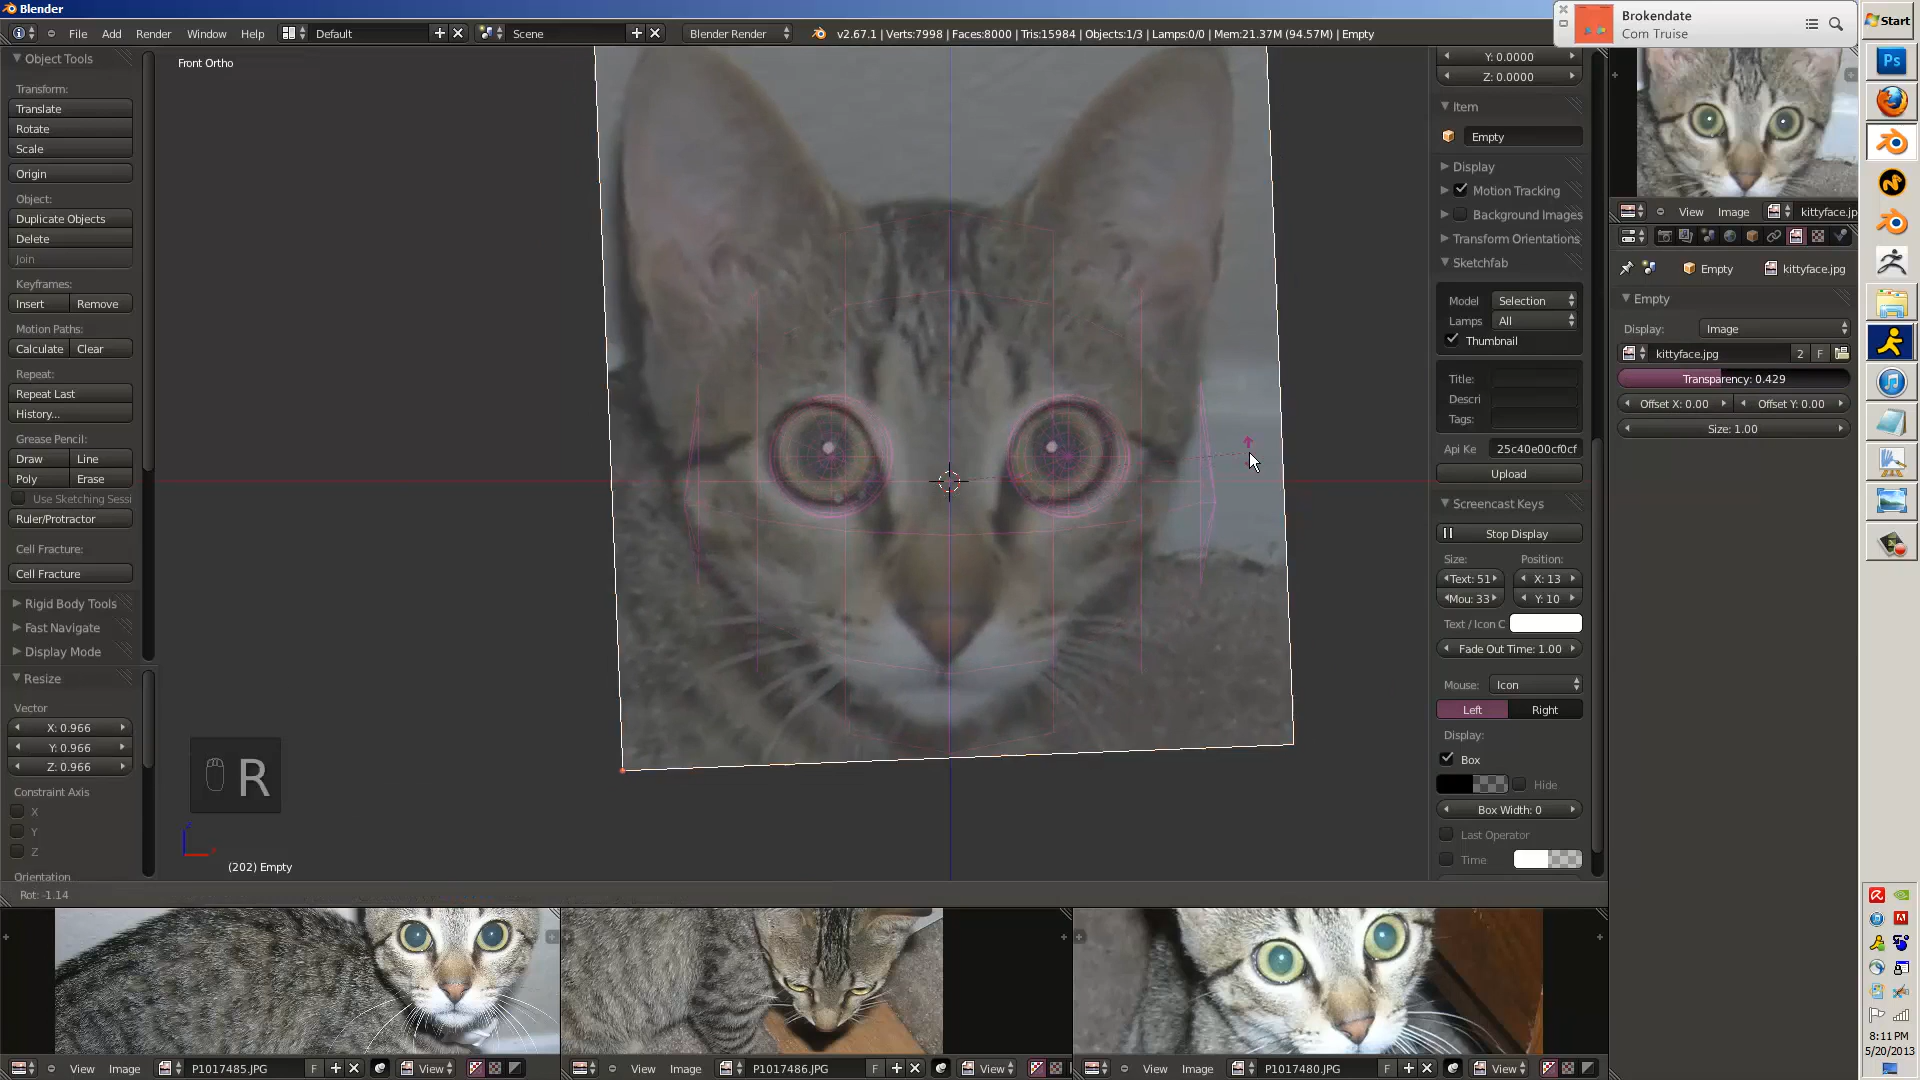 Blender
File Add Render Window Help Default Scene Blender Render v2.67.1 | Verts:7998 | Faces:8000 | Tris:15984 | Objects:1/3 | Lamps:0/0 | Mem:21.37M (94.57M) | Empty
Brokendate
Com Truise
Start
Object Tools
Transform:
Translate
Rotate
Scale
Origin
Object:
Duplicate Objects
Delete
Join
Keyframes:
Insert Remove
Motion Paths:
Calculate Clear
Repeat:
Repeat Last
History...
Grease Pencil:
Draw Line
Poly Erase
Use Sketching Sessi
Ruler/Protractor
Cell Fracture:
Cell Fracture
Rigid Body Tools
Fast Navigate
Display Mode
Resize
Vector
X: 0.966
Y: 0.966
Z: 0.966
Constraint Axis
X
Y
Z
Orientation
Front Ortho
R
(202) Empty
Rot: -1.14
Y: 0.0000
Z: 0.0000
Item
Empty
Display
Motion Tracking
Background Images
Transform Orientations
Sketchfab
Model Selection
Lamps All
Thumbnail
Title:
Descri
Tags:
Api Ke 25c40e00cf0cf
Upload
Screencast Keys
Stop Display
Size: Position:
Text: 51 X: 13
Mou: 33 Y: 10
Text / Icon C
Fade Out Time: 1.00
Mouse: Icon
Left Right
Display:
Box
Hide
Box Width: 0
Last Operator
Time
View Image kittyface.jp
Empty kittyface.jpg
Empty
Display: Image
kittyface.jpg 2 F
Transparency: 0.429
Offset X: 0.00 Offset Y: 0.00
Size: 1.00
Ps
View Image P1017485.JPG F View
View Image P1017486.JPG F View
View Image P1017480.JPG F View
8:11 PM
5/20/2013